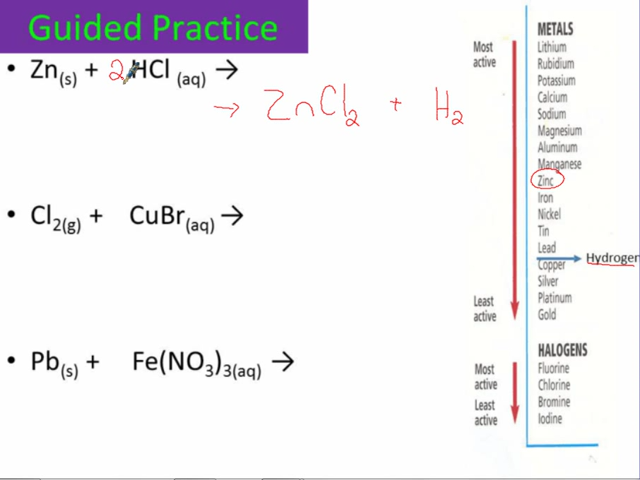 Guided Practice
• Zn(s) + 2HCl (aq) →
→ ZnCl2 + H2
• Cl2(g) + CuBr(aq) →
• Pb(s) + Fe(NO3)3(aq) →
METALS
Most active
Lithium
Rubidium
Potassium
Calcium
Sodium
Magnesium
Aluminum
Manganese
Zinc
Iron
Nickel
Tin
Lead
Hydrogen
Copper
Silver
Platinum
Least active
Gold
HALOGENS
Most active
Fluorine
Chlorine
Least active
Bromine
Iodine